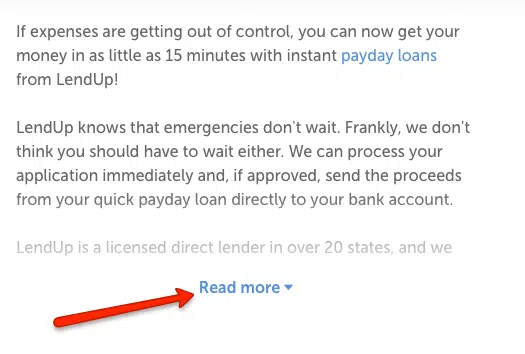 If expenses are getting out of control, you can now get your
money in as little as 15 minutes with instant payday loans
from LendUp!
LendUp knows that emergencies don't wait. Frankly, we don't
think you should have to wait either. We can process your
application immediately and, if approved, send the proceeds
from your quick payday loan directly to your bank account.
LendUp is a licensed direct lender in over 20 states, and we
Read more